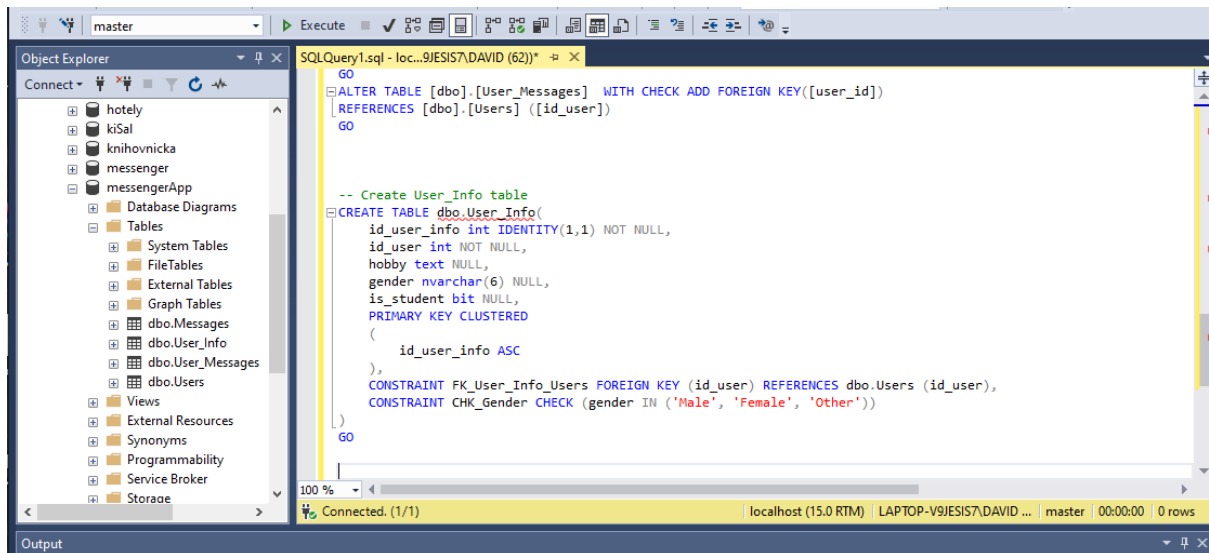 master
Execute
Object Explorer
Connect
hotely
kiSal
knihovnicka
messenger
messengerApp
Database Diagrams
Tables
System Tables
FileTables
External Tables
Graph Tables
dbo.Messages
dbo.User_Info
dbo.User_Messages
dbo.Users
Views
External Resources
Synonyms
Programmability
Service Broker
Storage
SQLQuery1.sql - loc...9JESIS7\DAVID (62))*
GO
ALTER TABLE [dbo].[User_Messages]  WITH CHECK ADD FOREIGN KEY([user_id])
REFERENCES [dbo].[Users] ([id_user])
GO
-- Create User_Info table
CREATE TABLE dbo.User_Info(
    id_user_info int IDENTITY(1,1) NOT NULL,
    id_user int NOT NULL,
    hobby text NULL,
    gender nvarchar(6) NULL,
    is_student bit NULL,
    PRIMARY KEY CLUSTERED
    (
        id_user_info ASC
    ),
    CONSTRAINT FK_User_Info_Users FOREIGN KEY (id_user) REFERENCES dbo.Users (id_user),
    CONSTRAINT CHK_Gender CHECK (gender IN ('Male', 'Female', 'Other'))
)
GO
100 %
Connected. (1/1)
localhost (15.0 RTM)
LAPTOP-V9JESIS7\DAVID ...
master
00:00:00
0 rows
Output